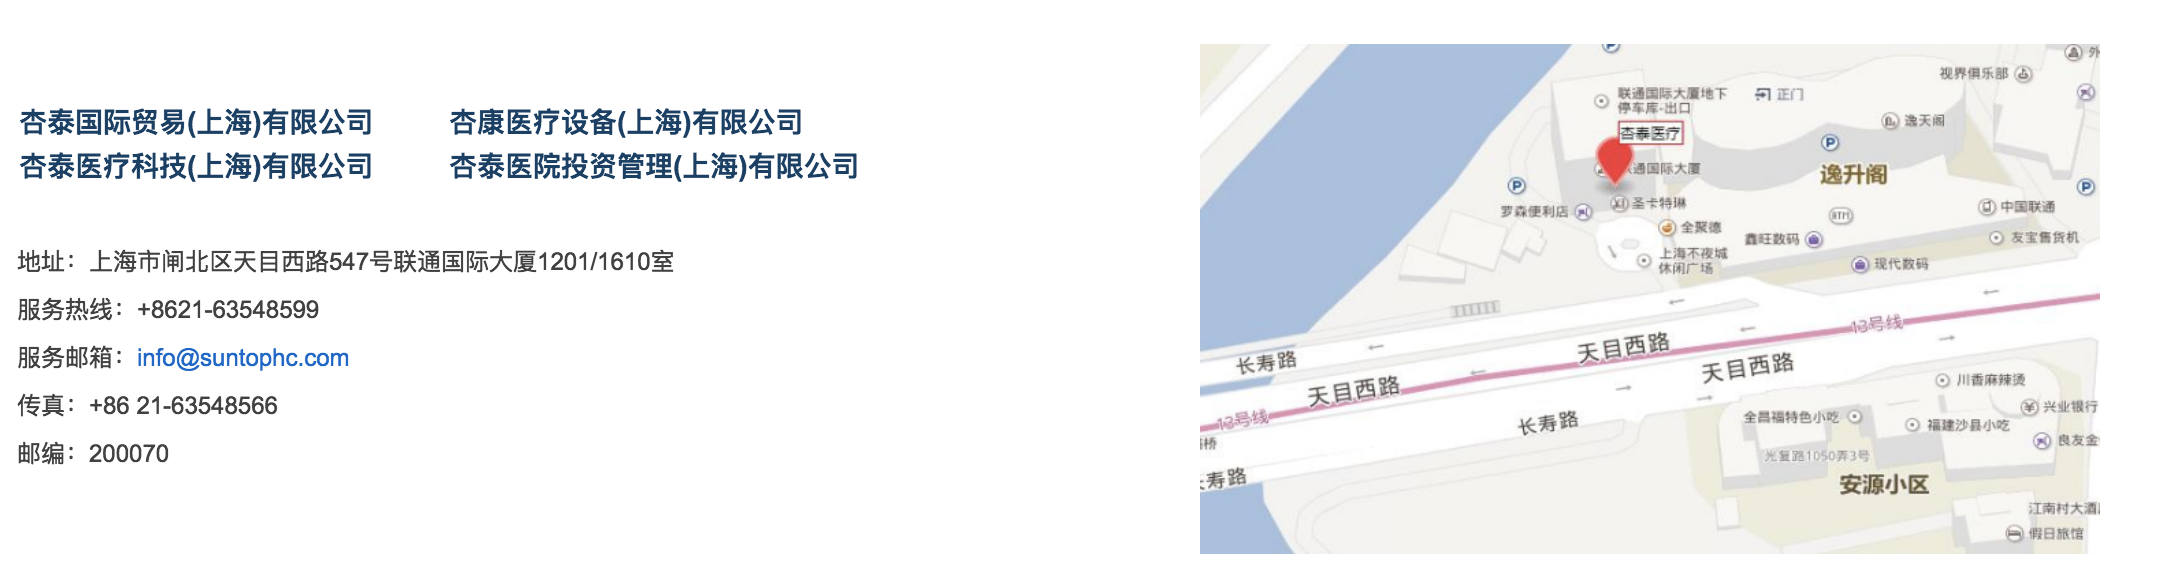 杏泰国际贸易(上海)有限公司
杏康医疗设备(上海)有限公司
杏泰医疗科技(上海)有限公司
杏泰医院投资管理(上海)有限公司
地址：上海市闸北区天目西路547号联通国际大厦1201/1610室
服务热线：+8621-63548599
服务邮箱：info@suntophc.com
传真：+86 21-63548566
邮编：200070
P
外
视界俱乐部
联通国际大厦地下
停车库-出口
正门
杏泰医疗
逸天阁
P
通国际大厦
逸升阁
P
P
罗森便利店
圣卡特琳
ATM
中国联通
全聚德
鑫旺数码
友宝售货机
上海不夜城
休闲广场
现代数码
13号线
天目西路
长寿路
天目西路
天目西路
13号线
川香麻辣烫
兴业银行
全昌福特色小吃
长寿路
福建沙县小吃
桥
良友金
光复路1050弄3号
寿路
安源小区
江南村大酒
假日旅馆